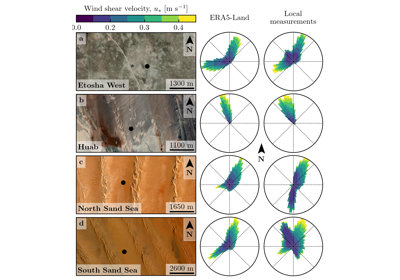 Wind shear velocity, u* [m s⁻¹]
0.0 0.1 0.2 0.3 0.4
ERA5-Land
Local
measurements
a
N
Etosha West
1300 m
b
N
Huab
1100 m
N
c
N
North Sand Sea
1650 m
d
N
South Sand Sea
2600 m